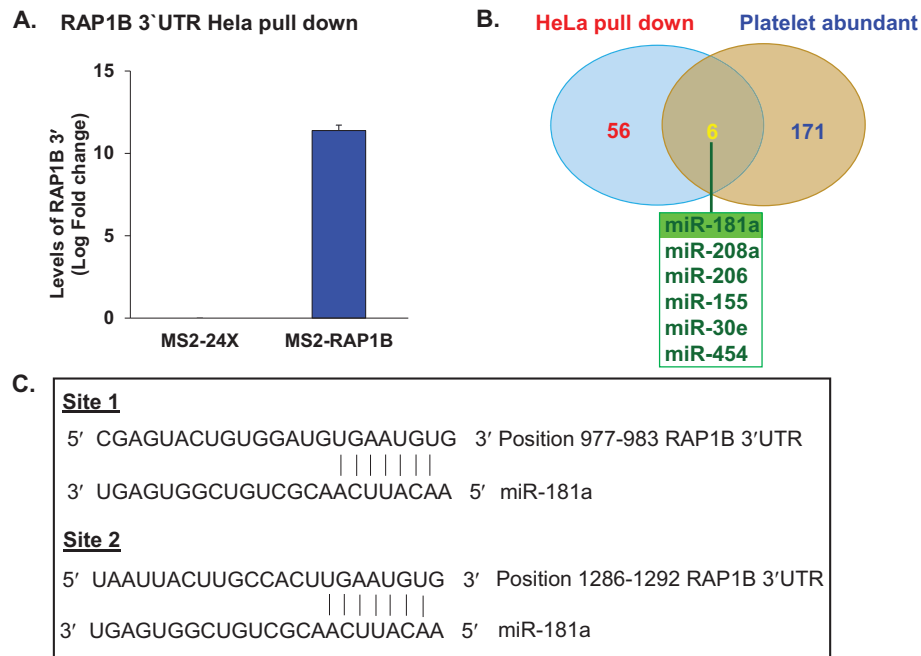 A. RAP1B 3`UTR Hela pull down
Levels of RAP1B 3′
(Log Fold change)
15
10
5
0
MS2-24X MS2-RAP1B
B.
HeLa pull down Platelet abundant
56 6 171
miR-181a
miR-208a
miR-206
miR-155
miR-30e
miR-454
C.
Site 1
5′ CGAGUACUGUGGAUGUGAAUGUG 3′ Position 977-983 RAP1B 3′UTR
3′ UGAGUGGCUGUCGCAACUUACAA 5′ miR-181a
Site 2
5′ UAAUUACUUGCCACUUGAAUGUG 3′ Position 1286-1292 RAP1B 3′UTR
3′ UGAGUGGCUGUCGCAACUUACAA 5′ miR-181a